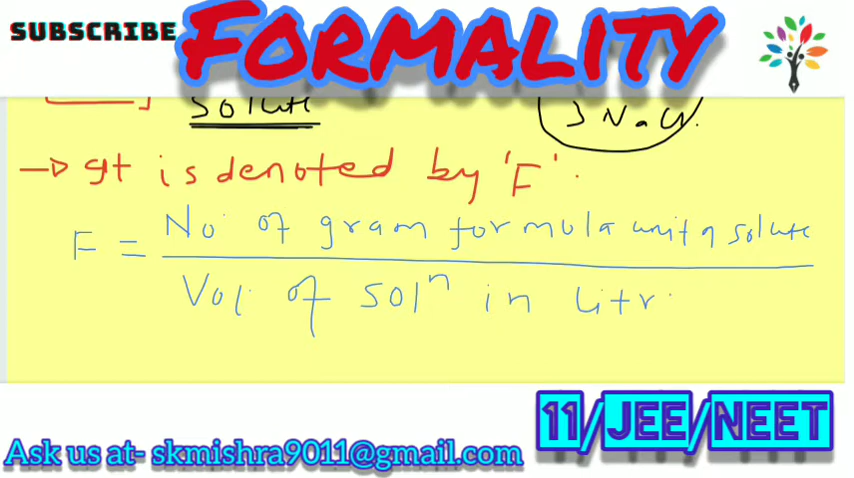 SUBSCRIBE
FORMALITY
solute
NaCl.
→ It is denoted by 'F'.
F = No. of gram formula unit of solute
Vol of solⁿ in litr
11/JEE/NEET
Ask us at- skmishra9011@gmail.com